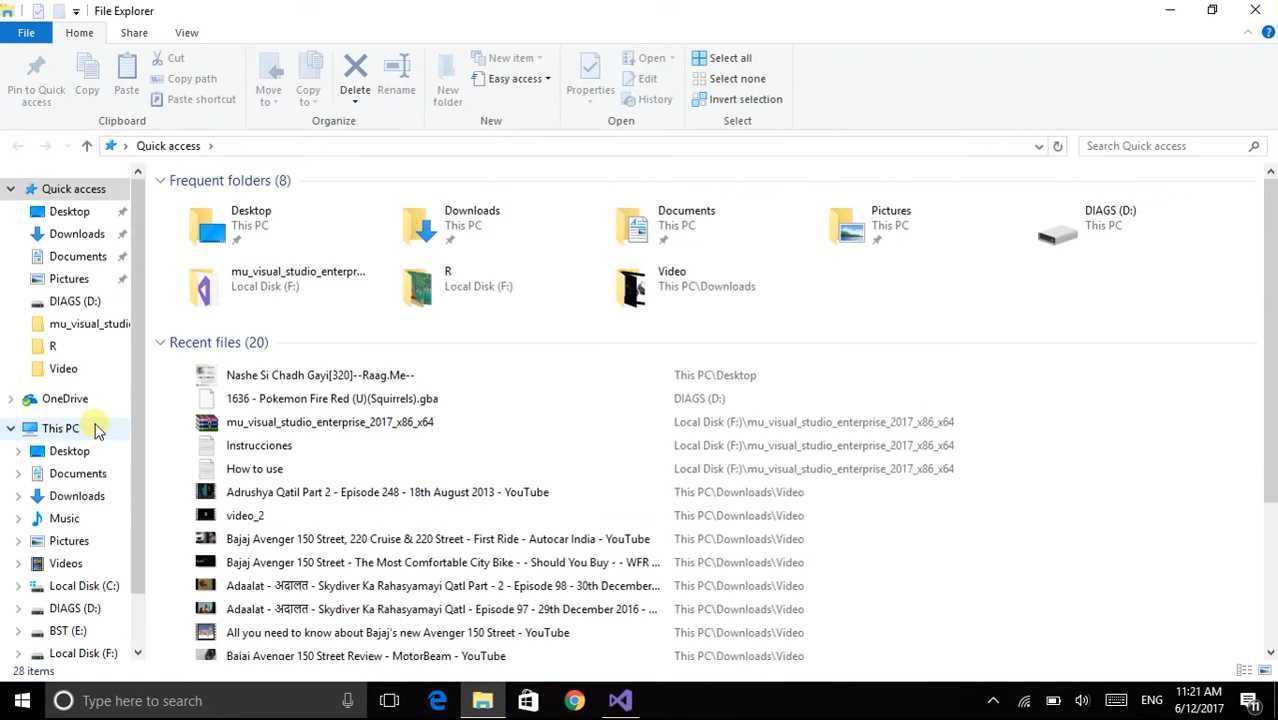 File Explorer
File Home Share View
Pin to Quick access
Copy
Paste
Cut
Copy path
Paste shortcut
Clipboard
Move to
Copy to
Delete
Rename
Organize
New folder
New item
Easy access
New
Properties
Open
Edit
History
Open
Select all
Select none
Invert selection
Select
Quick access
Search Quick access
Quick access
Desktop
Downloads
Documents
Pictures
DIAGS (D:)
mu_visual_studi
R
Video
OneDrive
This PC
Desktop
Documents
Downloads
Music
Pictures
Videos
Local Disk (C:)
DIAGS (D:)
BST (E:)
Local Disk (F:)
Frequent folders (8)
Desktop
This PC
Downloads
This PC
Documents
This PC
Pictures
This PC
DIAGS (D:)
This PC
mu_visual_studio_enterpr...
Local Disk (F:)
R
Local Disk (F:)
Video
This PC\Downloads
Recent files (20)
Nashe Si Chadh Gayi[320]--Raag.Me-- This PC\Desktop
1636 - Pokemon Fire Red (U)(Squirrels).gba DIAGS (D:)
mu_visual_studio_enterprise_2017_x86_x64 Local Disk (F:)\mu_visual_studio_enterprise_2017_x86_x64
Instrucciones Local Disk (F:)\mu_visual_studio_enterprise_2017_x86_x64
How to use Local Disk (F:)\mu_visual_studio_enterprise_2017_x86_x64
Adrushya Qatil Part 2 - Episode 248 - 18th August 2013 - YouTube This PC\Downloads\Video
video_2 This PC\Downloads\Video
Bajaj Avenger 150 Street, 220 Cruise & 220 Street - First Ride - Autocar India - YouTube This PC\Downloads\Video
Bajaj Avenger 150 Street - The Most Comfortable City Bike - - Should You Buy - - WFR ... This PC\Downloads\Video
Adaalat - अदालत - Skydiver Ka Rahasyamayi Qatl Part - 2 - Episode 98 - 30th December... This PC\Downloads\Video
Adaalat - अदालत - Skydiver Ka Rahasyamayi Qatl - Episode 97 - 29th December 2016 - ... This PC\Downloads\Video
All you need to know about Bajaj's new Avenger 150 Street - YouTube This PC\Downloads\Video
Bajaj Avenger 150 Street Review - MotorBeam - YouTube This PC\Downloads\Video
28 items
Type here to search
ENG
11:21 AM
6/12/2017
11